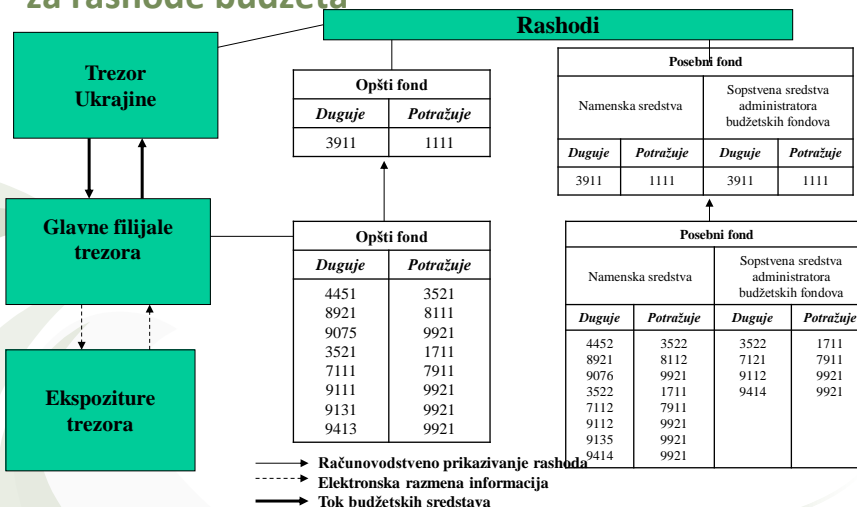 za rashode budžeta
Rashodi
Trezor
Ukrajine
Opšti fond
Duguje Potražuje
3911 1111
Posebni fond
Namenska sredstva
Sopstvena sredstva
administratora
budžetskih fondova
Duguje Potražuje Duguje Potražuje
3911 1111 3911 1111
Glavne filijale
trezora
Opšti fond
Duguje Potražuje
4451 3521
8921 8111
9075 9921
3521 1711
7111 7911
9111 9921
9131 9921
9413 9921
Posebni fond
Namenska sredstva
Sopstvena sredstva
administratora
budžetskih fondova
Duguje Potražuje Duguje Potražuje
4452 3522 3522 1711
8921 8112 7121 7911
9076 9921 9112 9921
3522 1711 9414 9921
7112 7911
9112 9921
9135 9921
9414 9921
Ekspoziture
trezora
Računovodstveno prikazivanje rashoda
Elektronska razmena informacija
Tok budžetskih sredstava